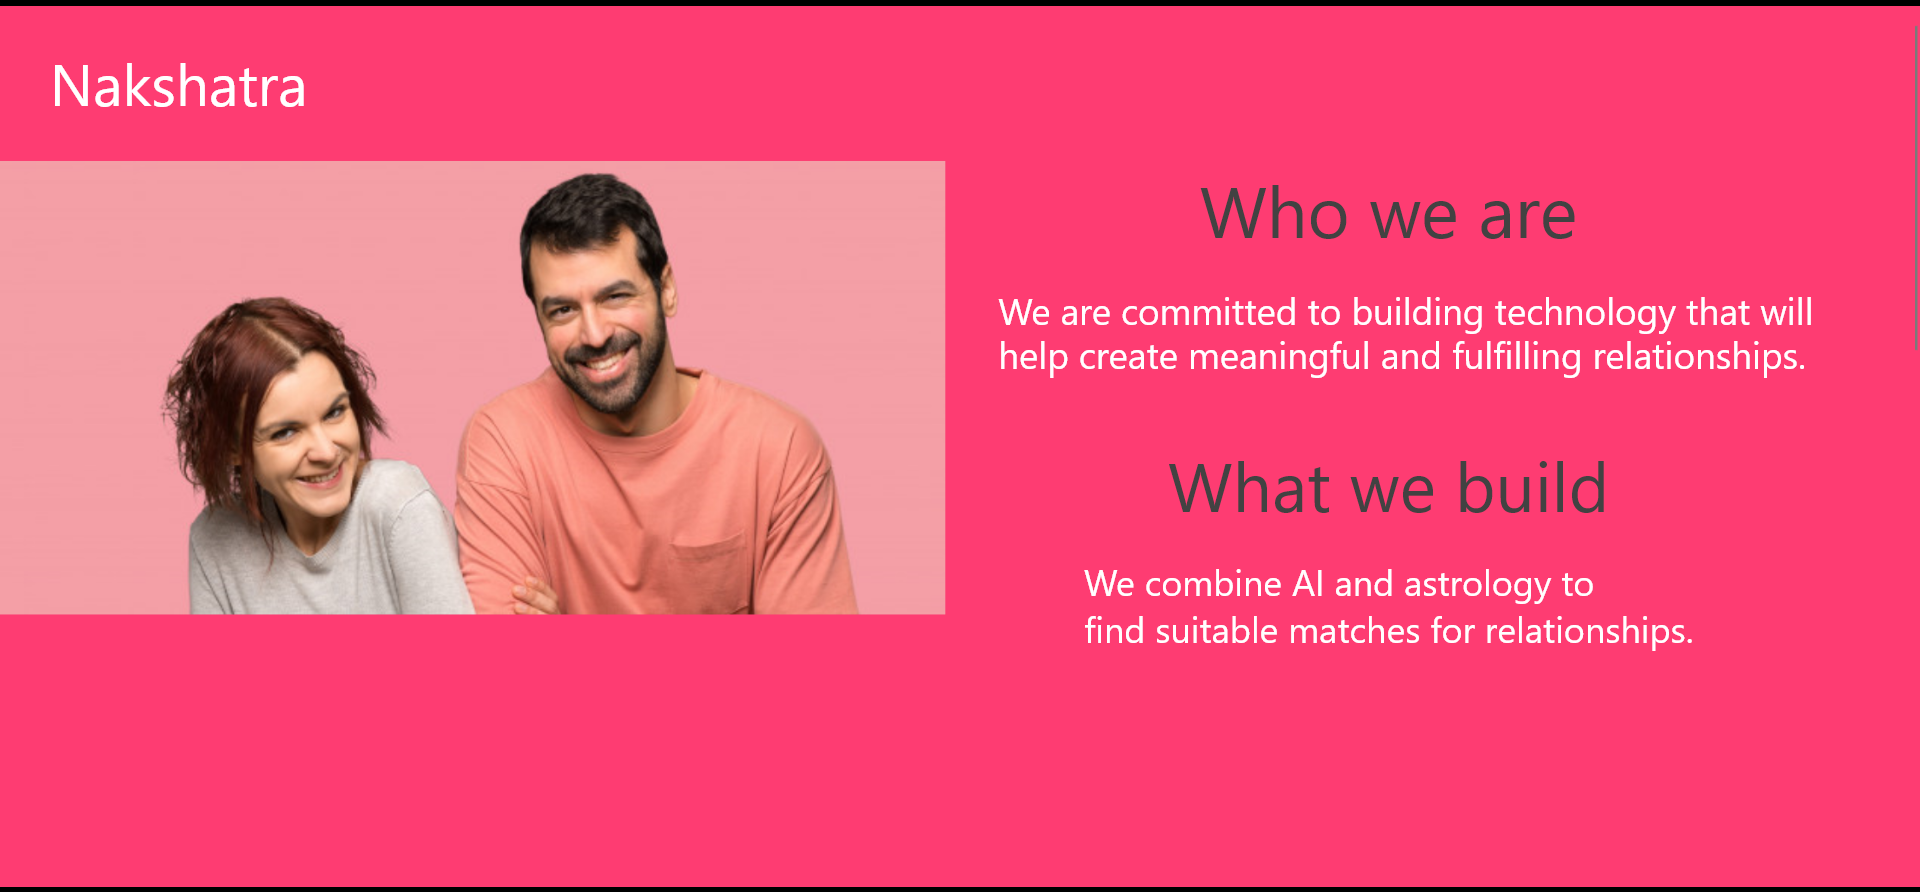 Nakshatra
Who we are
We are committed to building technology that will
help create meaningful and fulfilling relationships.
What we build
We combine AI and astrology to
find suitable matches for relationships.